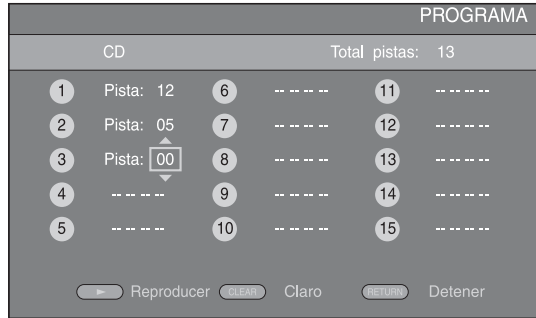 PROGRAMA
CD Total pistas: 13
1 Pista: 12 6 -- -- -- -- 11 -- -- -- --
2 Pista: 05 7 -- -- -- -- 12 -- -- -- --
3 Pista: 00 8 -- -- -- -- 13 -- -- -- --
4 -- -- -- -- 9 -- -- -- -- 14 -- -- -- --
5 -- -- -- -- 10 -- -- -- -- 15 -- -- -- --
Reproducer CLEAR Claro RETURN Detener